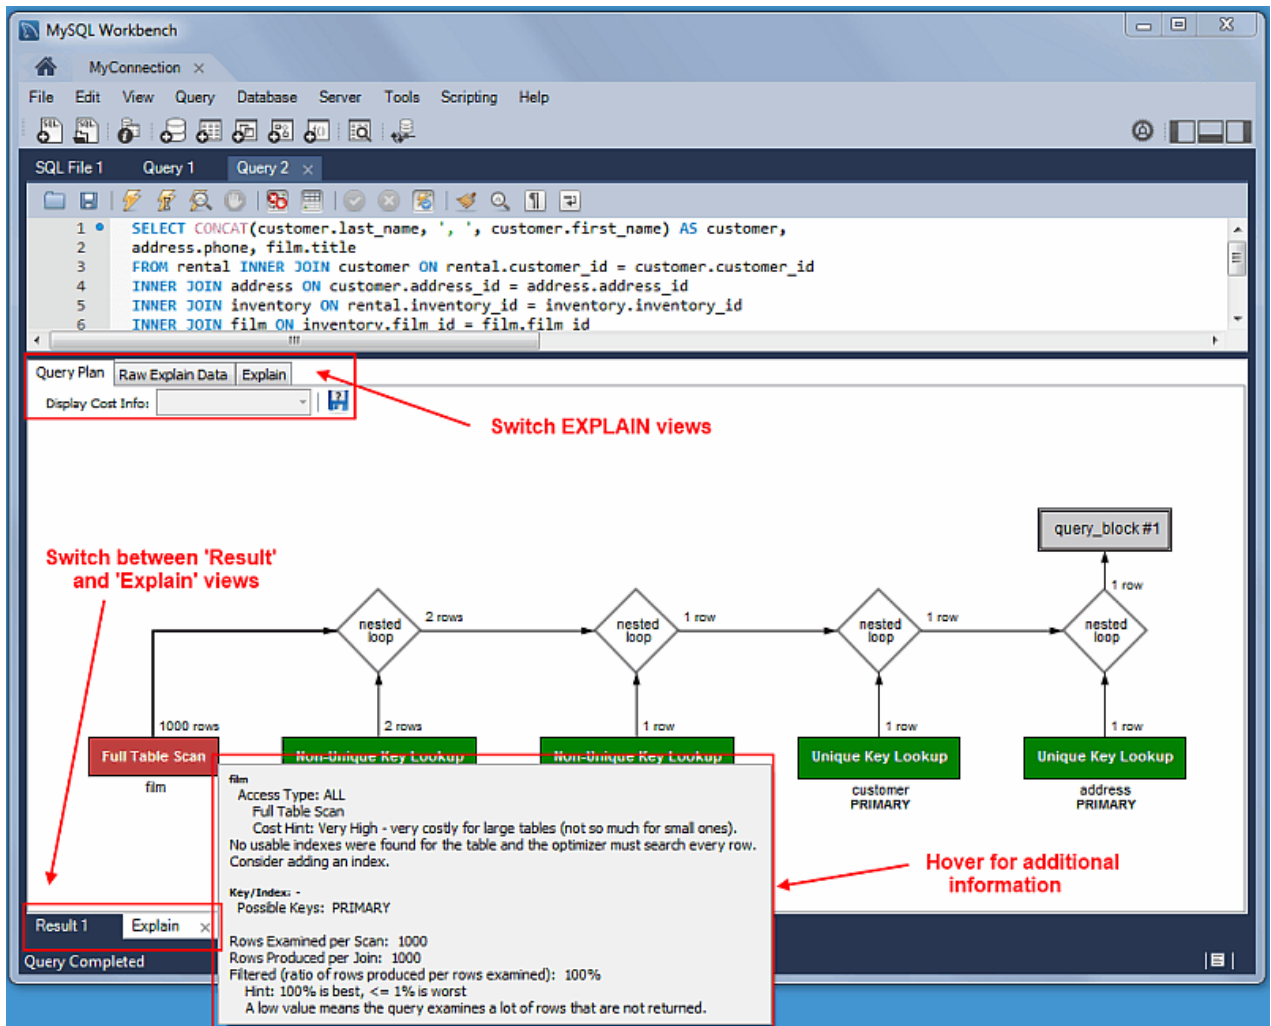 MySQL Workbench
MyConnection
File Edit View Query Database Server Tools Scripting Help
SQL File 1 Query 1 Query 2
1 SELECT CONCAT(customer.last_name, ', ', customer.first_name) AS customer,
2 address.phone, film.title
3 FROM rental INNER JOIN customer ON rental.customer_id = customer.customer_id
4 INNER JOIN address ON customer.address_id = address.address_id
5 INNER JOIN inventory ON rental.inventory_id = inventory.inventory_id
6 INNER JOIN film ON inventory.film_id = film.film_id
Query Plan Raw Explain Data Explain
Display Cost Info:
Switch EXPLAIN views
query_block #1
Switch between 'Result'
and 'Explain' views
1 row
nested
loop
2 rows
nested
loop
1 row
nested
loop
1 row
nested
loop
1000 rows
2 rows
1 row
1 row
1 row
Full Table Scan
Non-Unique Key Lookup
Non-Unique Key Lookup
Unique Key Lookup
Unique Key Lookup
film
customer
PRIMARY
address
PRIMARY
film
Access Type: ALL
Full Table Scan
Cost Hint: Very High - very costly for large tables (not so much for small ones).
No usable indexes were found for the table and the optimizer must search every row.
Consider adding an index.
Key/Index: -
Possible Keys: PRIMARY
Rows Examined per Scan: 1000
Rows Produced per Join: 1000
Filtered (ratio of rows produced per rows examined): 100%
Hint: 100% is best, <= 1% is worst
A low value means the query examines a lot of rows that are not returned.
Hover for additional
information
Result 1 Explain
Query Completed